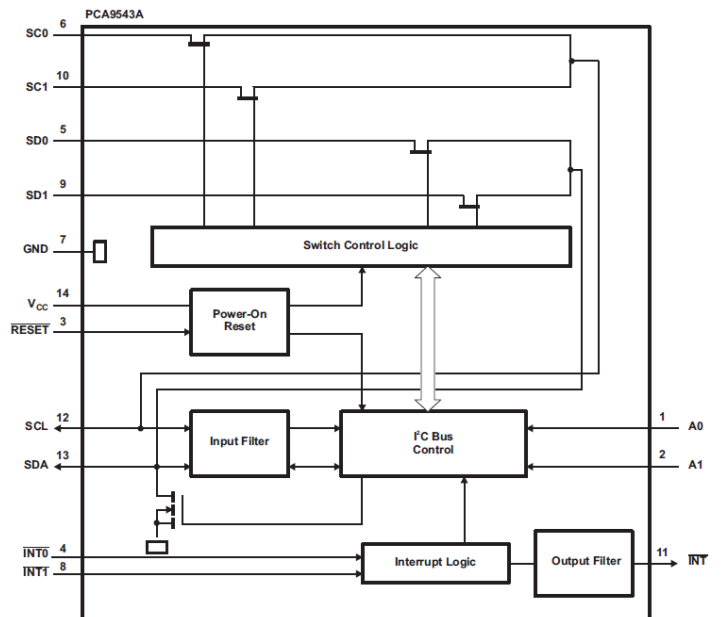 PCA9543A
SC0 6
SC1 10
SD0 5
SD1 9
GND 7
Switch Control Logic
VCC 14
RESET 3
Power-On
Reset
SCL 12
SDA 13
Input Filter
I²C Bus
Control
1 A0
2 A1
INT0 4
INT1 8
Interrupt Logic
Output Filter
11 INT